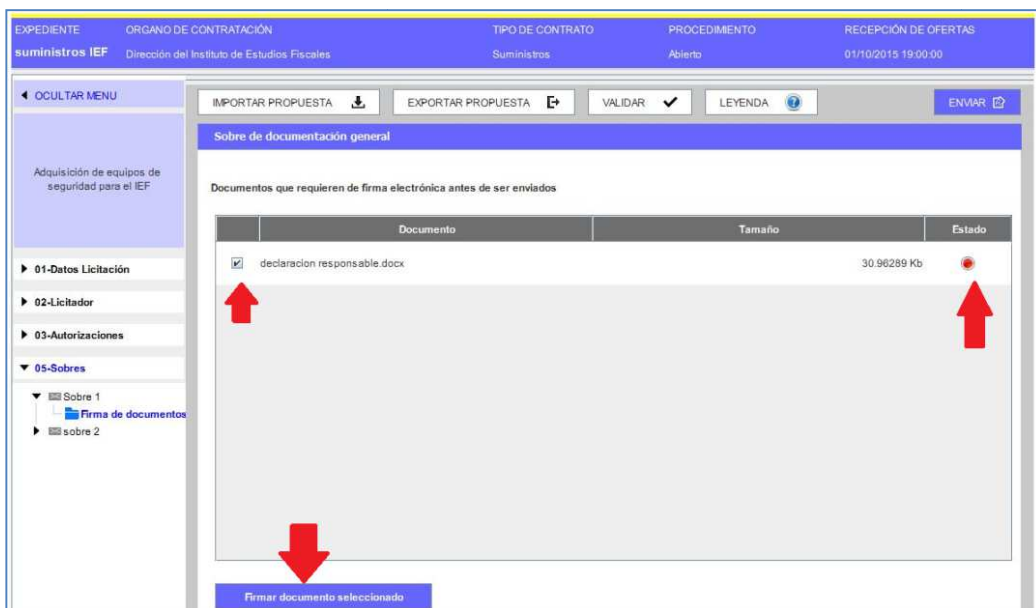 EXPEDIENTE ORGANO DE CONTRATACIÓN TIPO DE CONTRATO PROCEDIMIENTO RECEPCIÓN DE OFERTAS
suministros IEF Dirección del Instituto de Estudios Fiscales Suministros Abierto 01/10/2015 19:00:00
OCULTAR MENU
IMPORTAR PROPUESTA EXPORTAR PROPUESTA VALIDAR LEYENDA ENVIAR
Sobre de documentación general
Adquisición de equipos de
seguridad para el IEF
Documentos que requieren de firma electrónica antes de ser enviados
Documento Tamaño Estado
declaracion responsable.docx 30.96289 Kb
01-Datos Licitación
02-Licitador
03-Autorizaciones
05-Sobres
Sobre 1
Firma de documentos
sobre 2
Firmar documento seleccionado